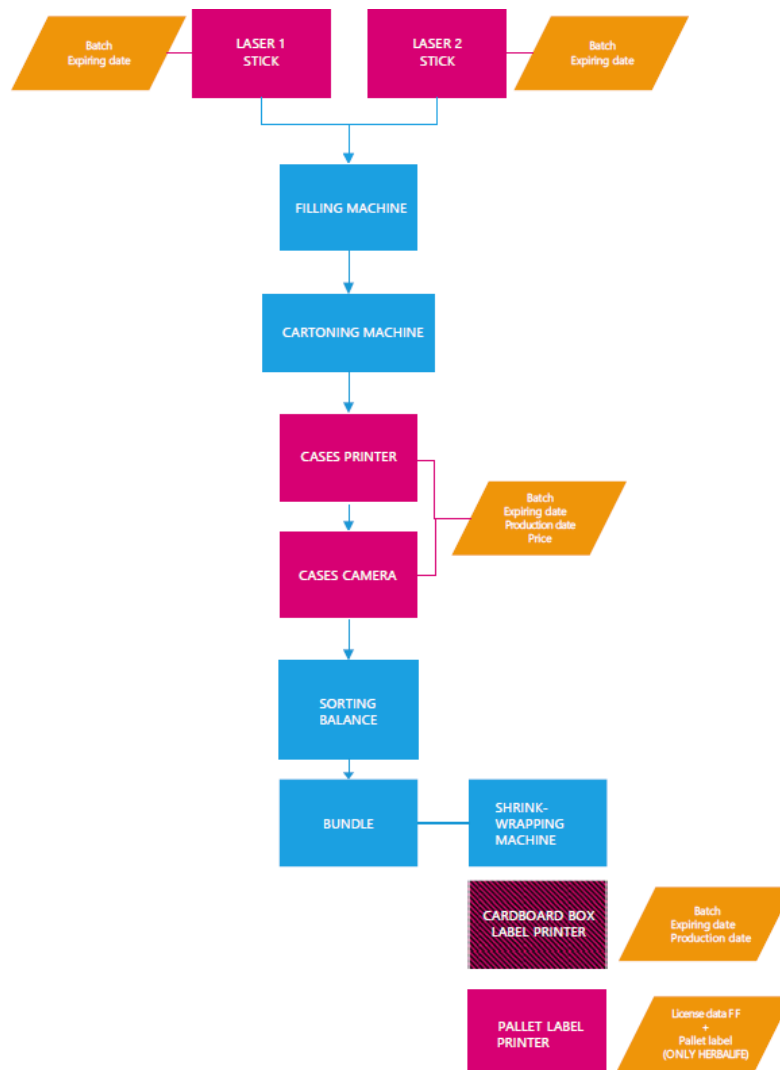 Batch
Expiring date
LASER 1
STICK
LASER 2
STICK
Batch
Expiring date
FILLING MACHINE
CARTONING MACHINE
CASES PRINTER
Batch
Expiring date
Production date
Price
CASES CAMERA
SORTING
BALANCE
BUNDLE
SHRINK-
WRAPPING
MACHINE
CARDBOARD BOX
LABEL PRINTER
Batch
Expiring date
Production date
PALLET LABEL
PRINTER
License data F F
+
Pallet label
(ONLY HERBALIFE)